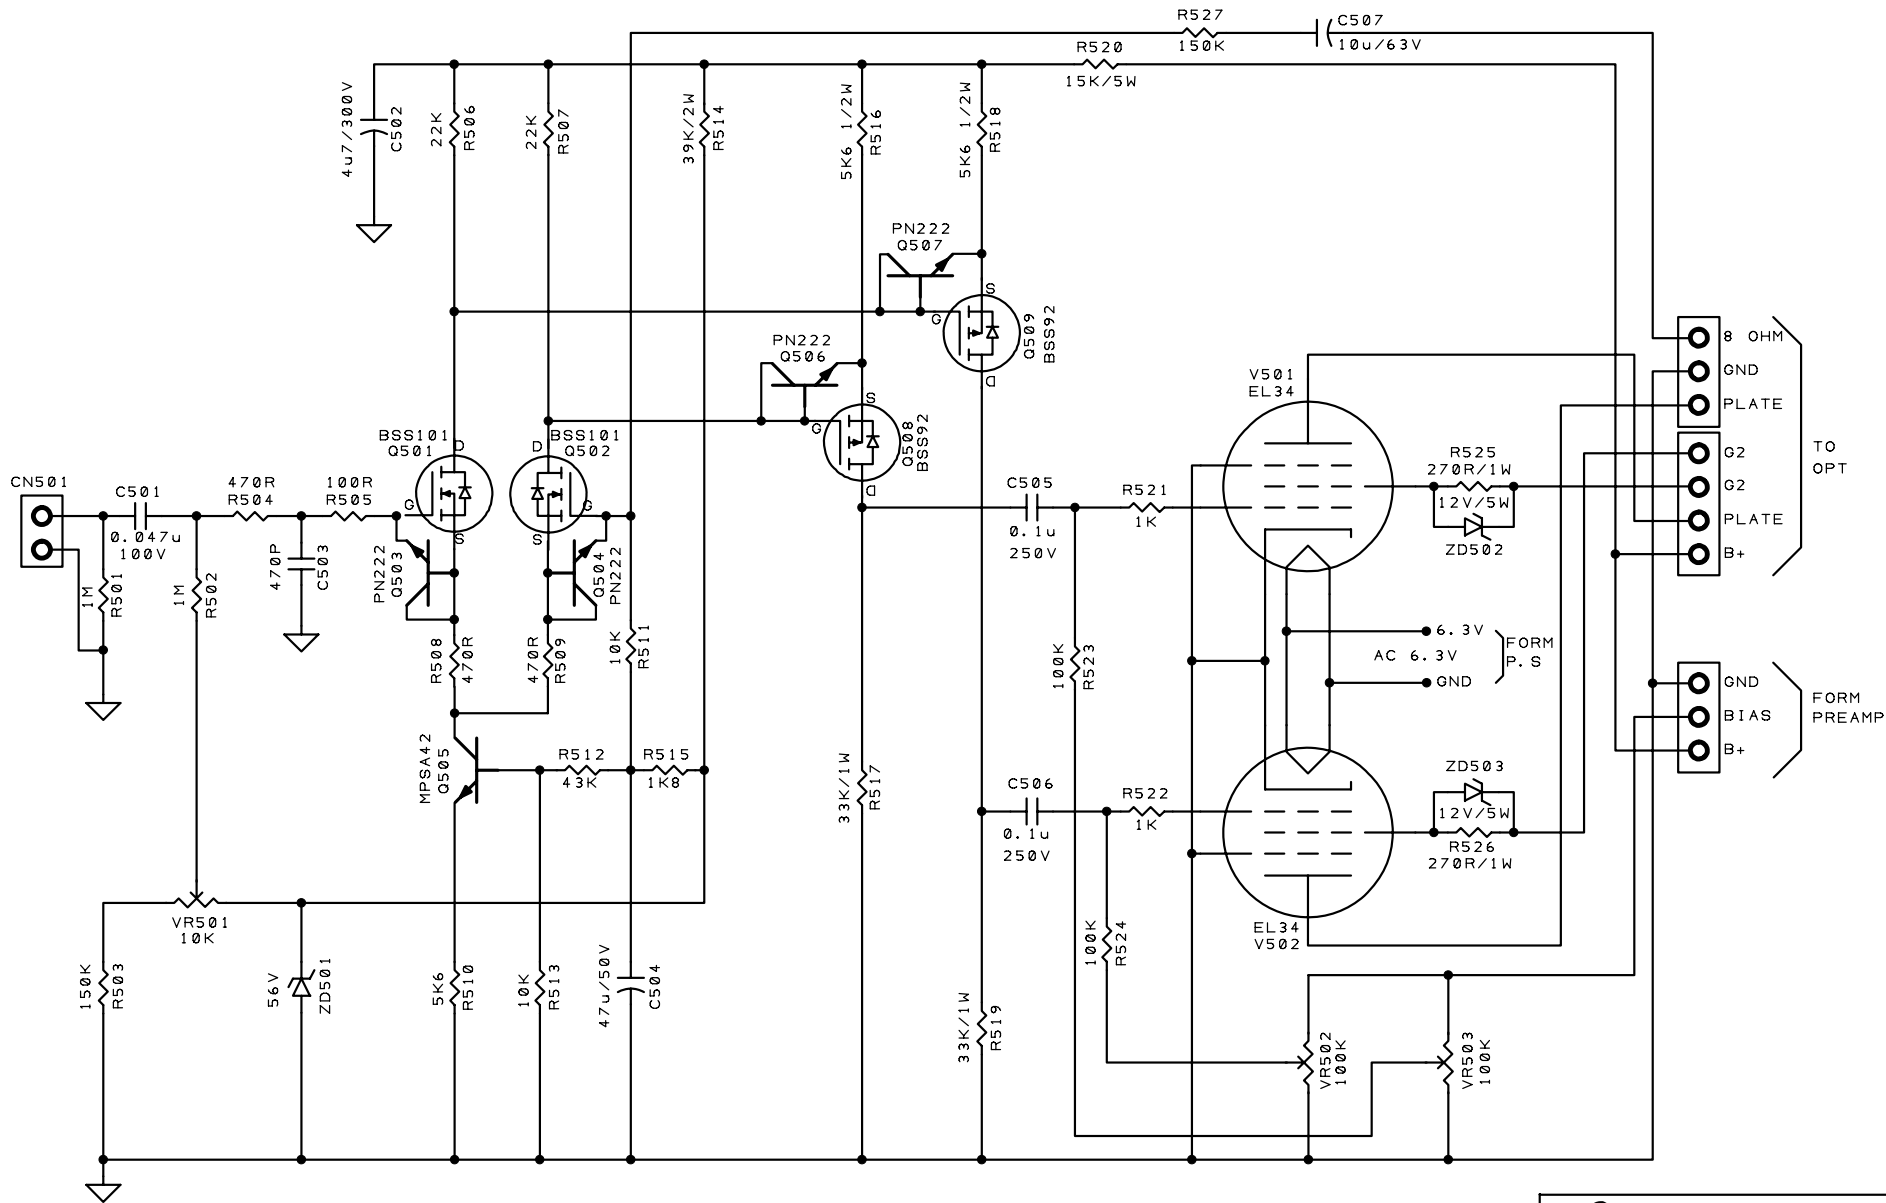 R527
150K
C507
10u/63V
R520
15K/5W
4u7/300V
C502
22K
R506
22K
R507
39K/2W
R514
5K6 1/2W
R516
5K6 1/2W
R518
PN222
Q507
S
G
D
Q509
BSS92
PN222
Q506
S
G
D
Q508
BSS92
V501
EL34
8 OHM
GND
PLATE
G2
G2
PLATE
B+
TO
OPT
R525
270R/1W
12V/5W
ZD502
CN501
C501
0.047u
100V
470R
R504
100R
R505
BSS101
Q501
D
G
S
BSS101
Q502
D
G
S
C505
0.1u
250V
R521
1K
1M
R501
1M
R502
470P
C503
PN222
Q503
Q504
PN222
R508
470R
470R
R509
10K
R511
100K
R523
6.3V
AC 6.3V
GND
FORM
P.S
GND
BIAS
B+
FORM
PREAMP
MPSA42
Q505
R512
43K
R515
1K8
33K/1W
R517
C506
0.1u
250V
R522
1K
ZD503
12V/5W
R526
270R/1W
EL34
V502
VR501
10K
150K
R503
56V
ZD501
5K6
R510
10K
R513
47u/50V
C504
33K/1W
R519
100K
R524
VR502
100K
VR503
100K